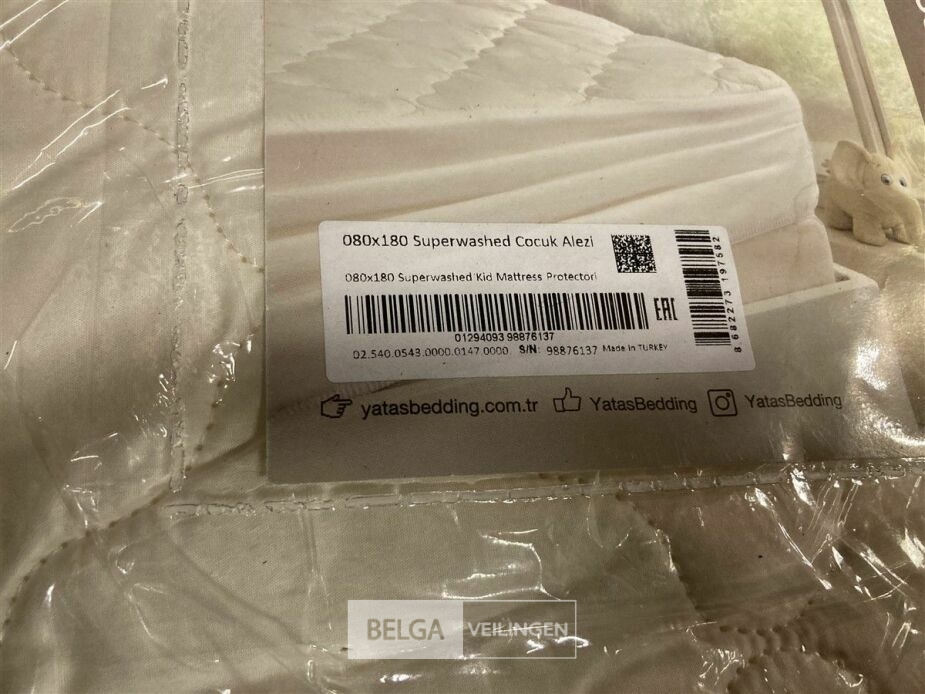 080x180 Superwashed Cocuk Alezi
080x180 Superwashed Kid Mattress Protectori
EAC
01294093 98876137
02.540.0543.0000.0147.0000 S/N: 98876137 Made in TURKEY
8 682273 197582
yatasbedding.com.tr YatasBedding YatasBedding
BELGA VEILINGEN